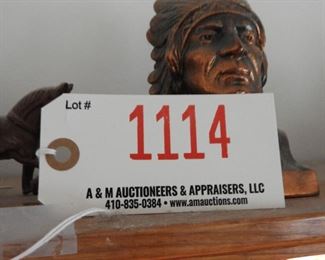 Lot #
1114
A & M AUCTIONEERS & APPRAISERS, LLC
410-835-0384 • www.amauctions.com